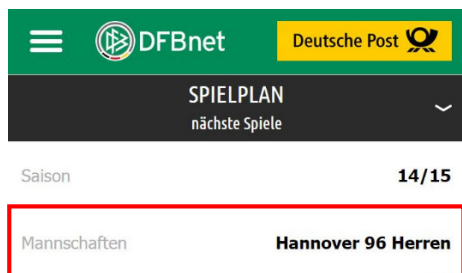 DFBnet
Deutsche Post
SPIELPLAN
nächste Spiele
Saison 14/15
Mannschaften Hannover 96 Herren